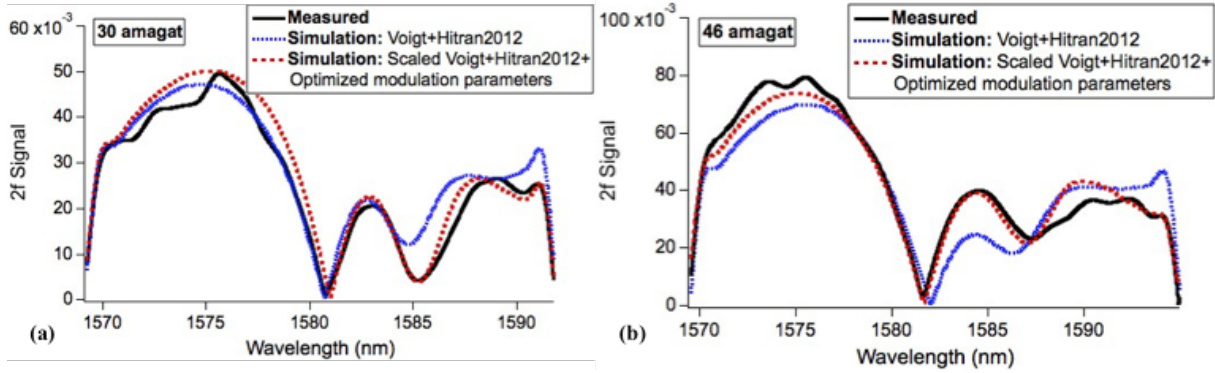 60 x10⁻³
30 amagat
Measured
Simulation: Voigt+Hitran2012
Simulation: Scaled Voigt+Hitran2012+
Optimized modulation parameters
50
40
30
20
10
0
2f Signal
1570 1575 1580 1585 1590
Wavelength (nm)
(a)
100 x10⁻³
46 amagat
Measured
Simulation: Voigt+Hitran2012
Simulation: Scaled Voigt+Hitran2012+
Optimized modulation parameters
80
60
40
20
0
2f Signal
1570 1575 1580 1585 1590
Wavelength (nm)
(b)